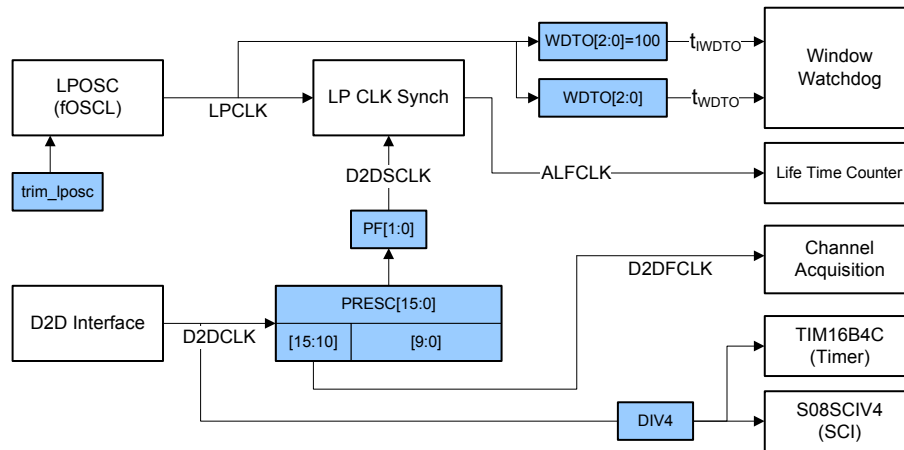 WDTO[2:0]=100
tIWDTO
Window
Watchdog
LPOSC
(fOSCL)
LPCLK
LP CLK Synch
WDTO[2:0]
tWDTO
trim_lposc
D2DSCLK
ALFCLK
Life Time Counter
PF[1:0]
Channel
Acquisition
D2DFCLK
D2D Interface
D2DCLK
PRESC[15:0]
[15:10]
[9:0]
TIM16B4C
(Timer)
DIV4
S08SCIV4
(SCI)